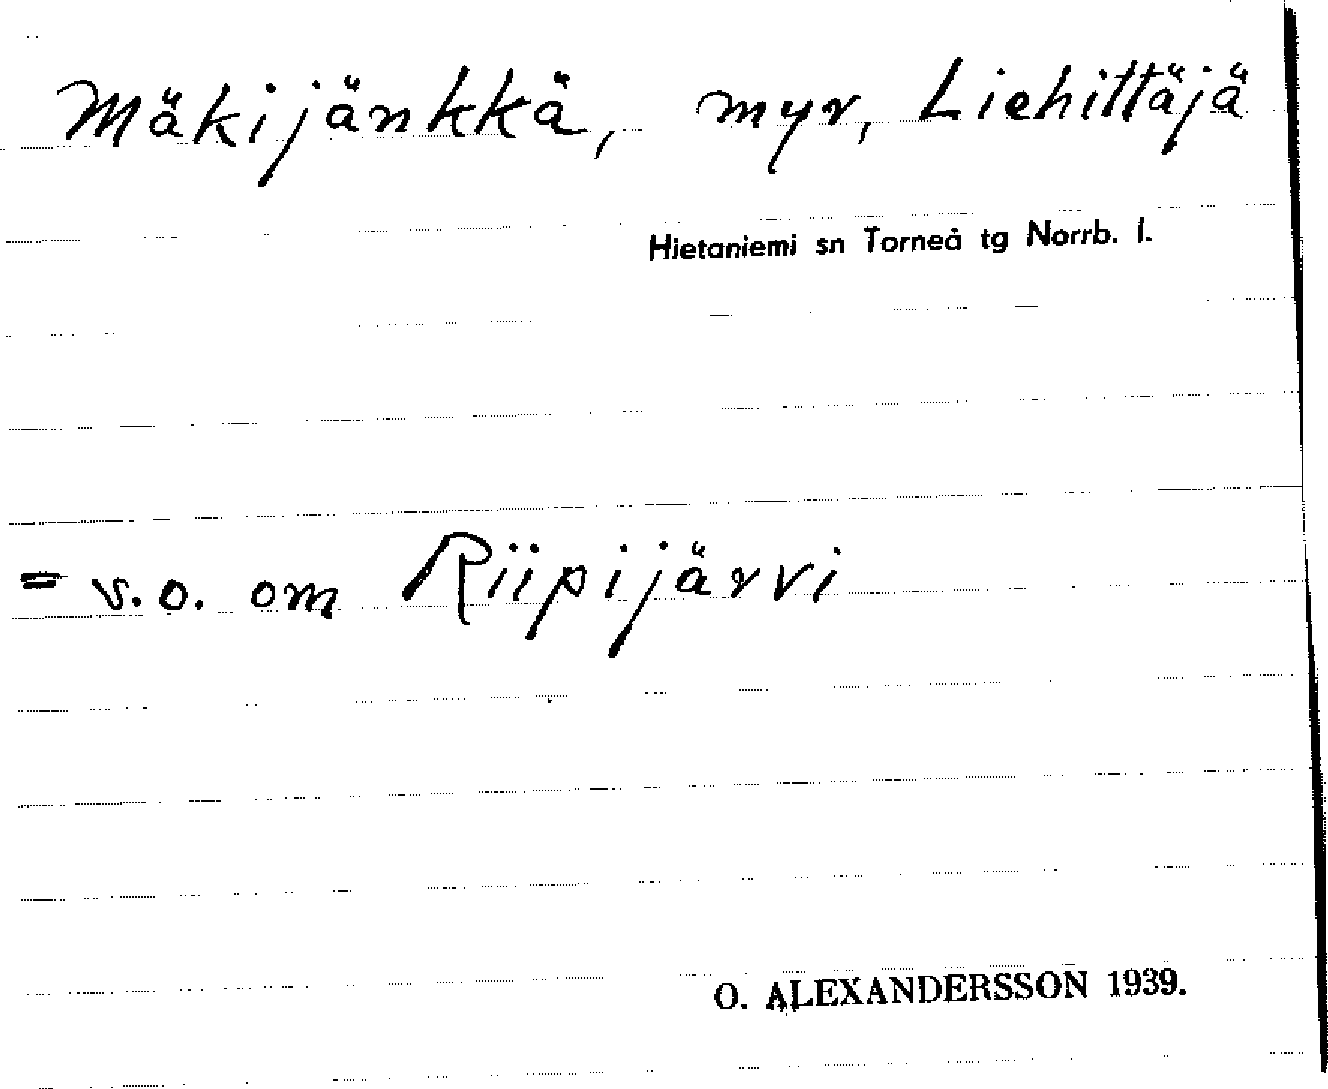 Mäkijänkkä, myr, Liehittäjä
Hietaniemi sn Torneå tg Norrb. l.
= v.o. om Riipijärvi
O. ALEXANDERSSON 1939.